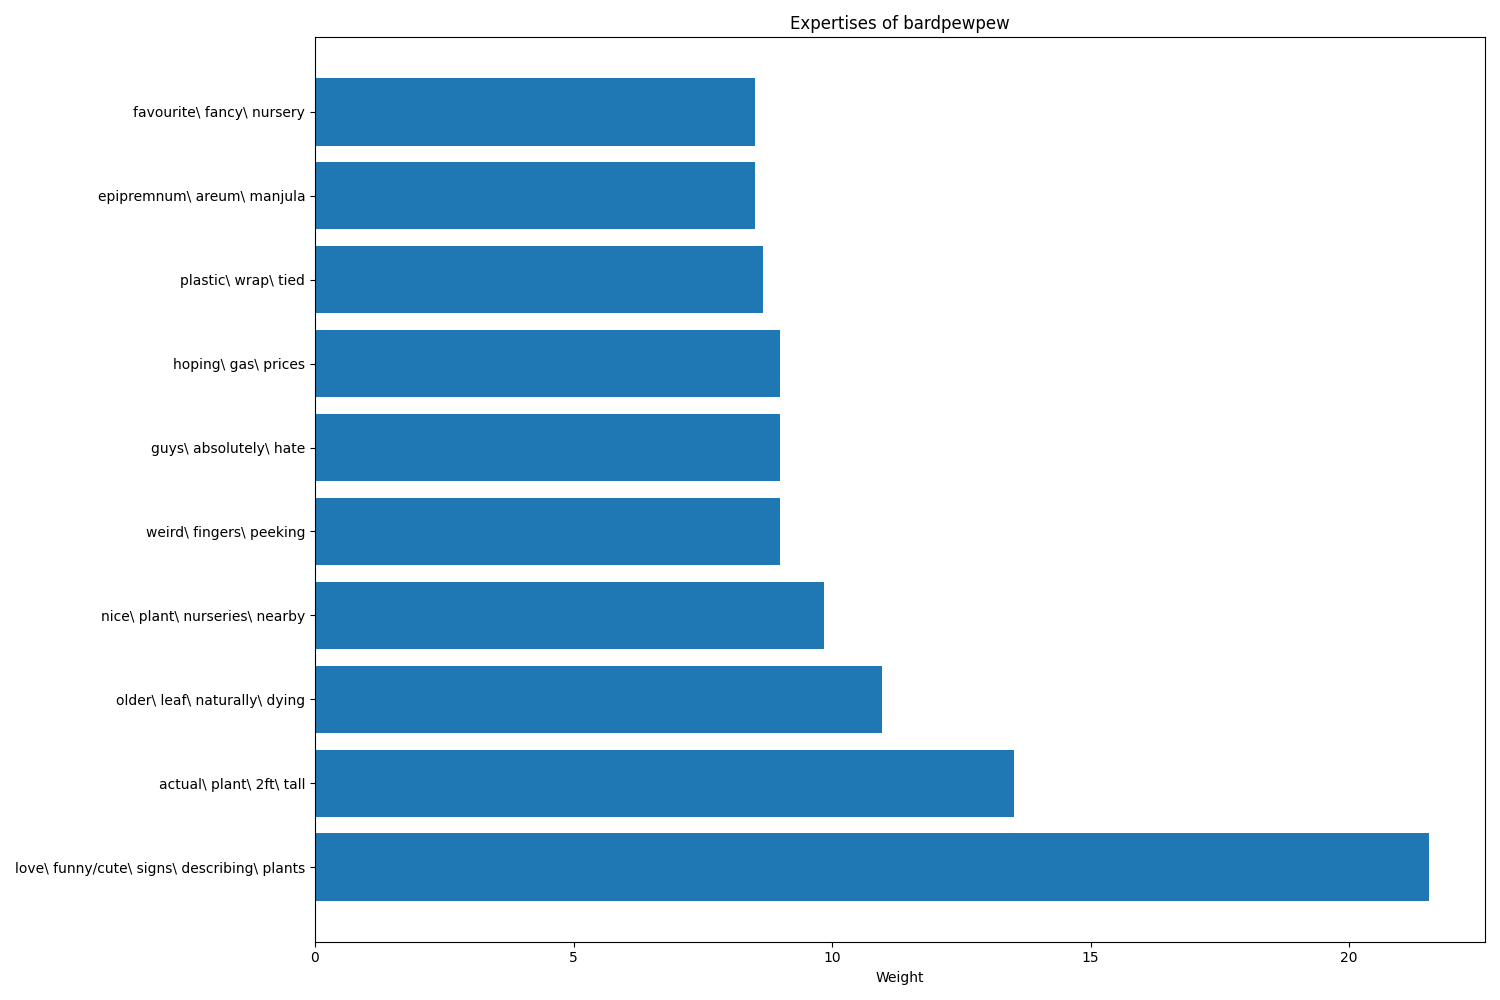 Expertises of bardpewpew
favourite\ fancy\ nursery
epipremnum\ areum\ manjula
plastic\ wrap\ tied
hoping\ gas\ prices
guys\ absolutely\ hate
weird\ fingers\ peeking
nice\ plant\ nurseries\ nearby
older\ leaf\ naturally\ dying
actual\ plant\ 2ft\ tall
love\ funny/cute\ signs\ describing\ plants
0 5 10 15 20
Weight